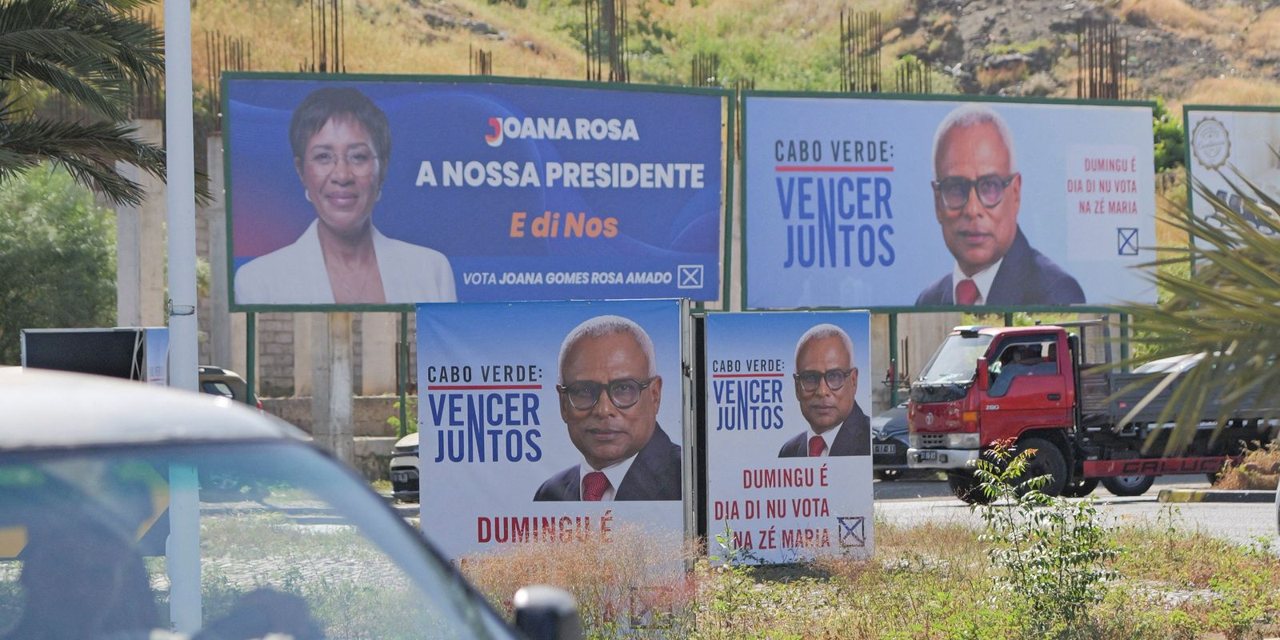 JOANA ROSA
A NOSSA PRESIDENTE
E di Nos
VOTA JOANA GOMES ROSA AMADO
CABO VERDE:
VENCER
JUNTOS
DUMINGU É
DIA DI NU VOTA
NA ZÉ MARIA
CABO VERDE:
VENCER
JUNTOS
DUMINGU É
CABO VERDE:
VENCER
JUNTOS
DUMINGU É
DIA DI NU VOTA
NA ZÉ MARIA